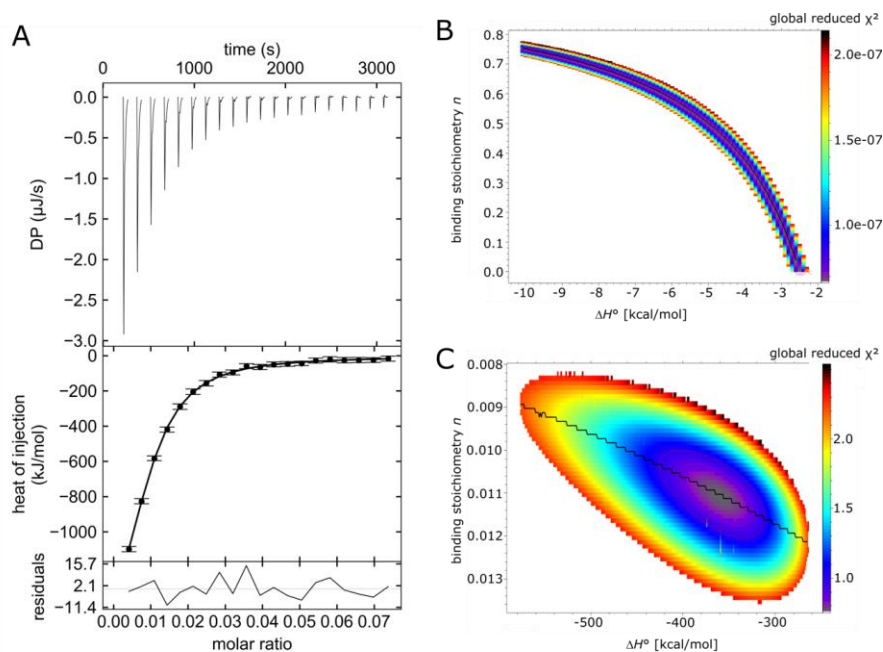 A
time (s)
0 1000 2000 3000
0.0
−0.5
−1.0
−1.5
−2.0
−2.5
−3.0
DP (µJ/s)
0
−200
−400
−600
−800
−1000
heat of injection
(kJ/mol)
15.7
2.1
−11.4
residuals
0.00 0.01 0.02 0.03 0.04 0.05 0.06 0.07
molar ratio
B
global reduced χ²
0.8
0.7
0.6
0.5
0.4
0.3
0.2
0.1
0.0
binding stoichiometry n
-10 -9 -8 -7 -6 -5 -4 -3 -2
ΔHº [kcal/mol]
2.0e-07
1.5e-07
1.0e-07
C
global reduced χ²
0.008
0.009
0.010
0.011
0.012
0.013
binding stoichiometry n
-500 -400 -300
ΔHº [kcal/mol]
2.0
1.5
1.0